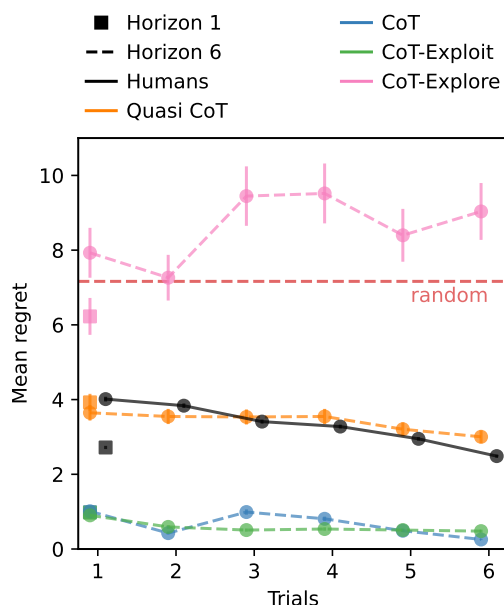 Horizon 1
Horizon 6
Humans
Quasi CoT
CoT
CoT-Exploit
CoT-Explore
10
8
6
4
2
0
Mean regret
random
1 2 3 4 5 6
Trials